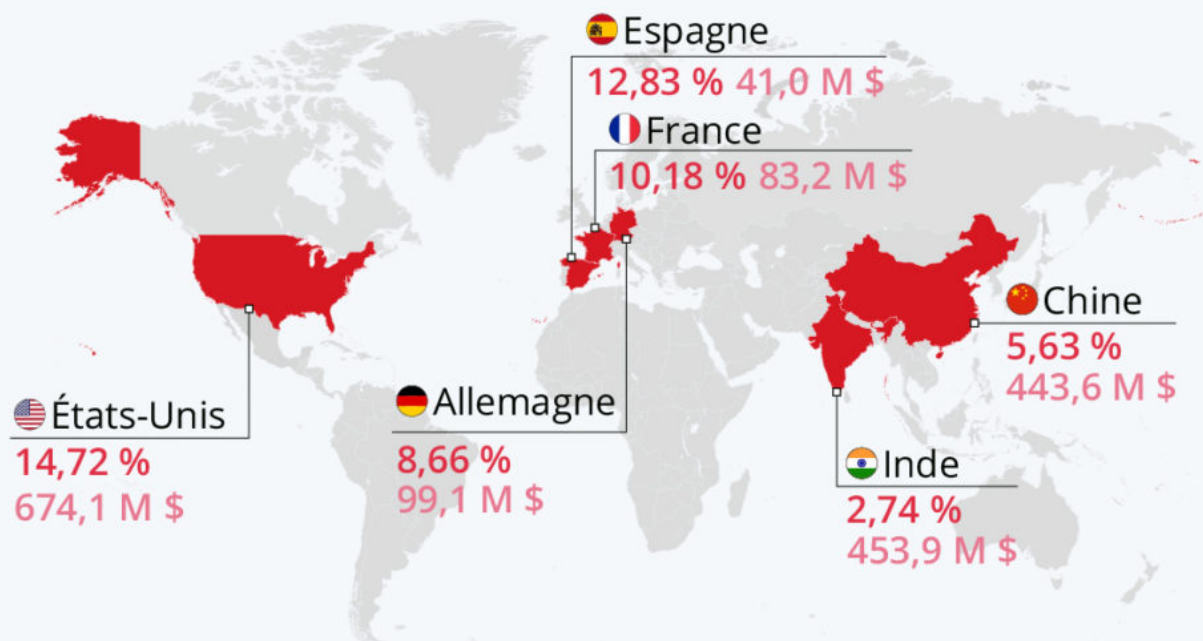 Espagne
12,83 % 41,0 M $
France
10,18 % 83,2 M $
Chine
5,63 %
443,6 M $
États-Unis
14,72 %
674,1 M $
Allemagne
8,66 %
99,1 M $
Inde
2,74 %
453,9 M $